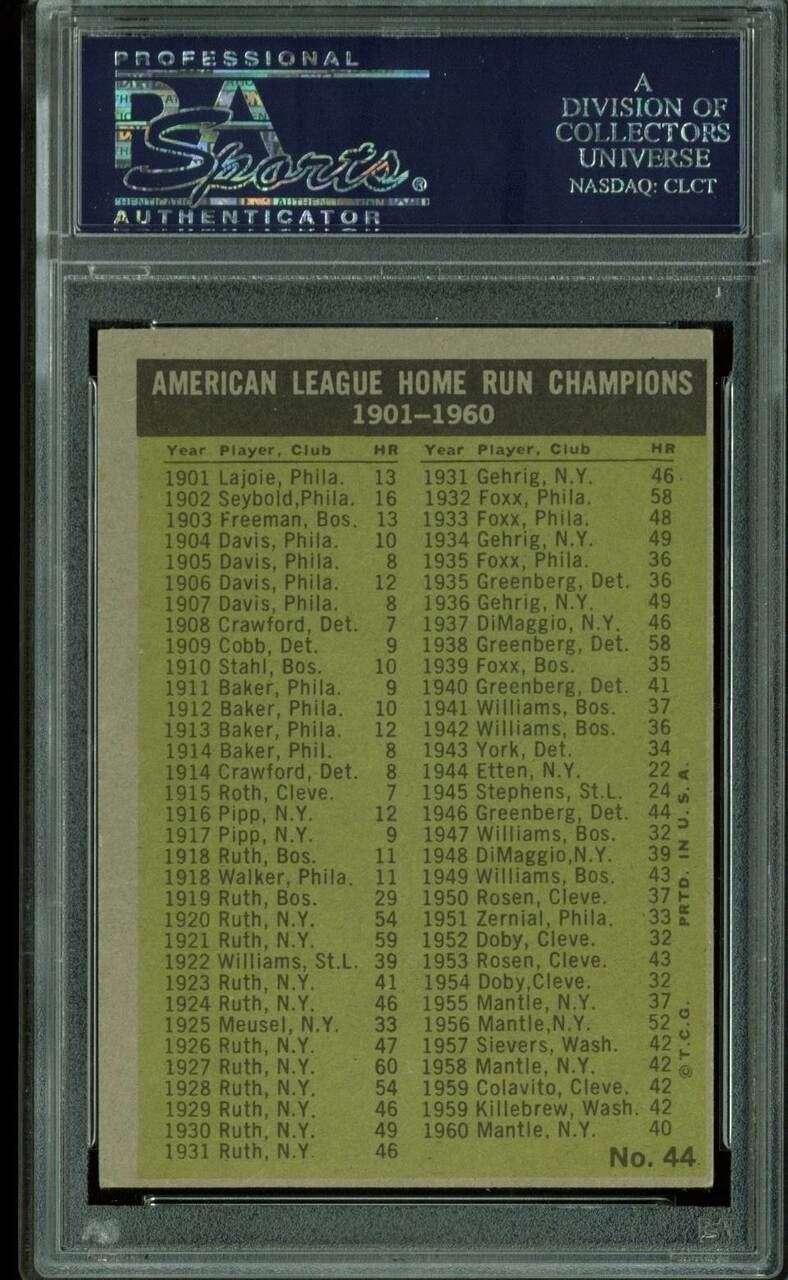 PROFESSIONAL
PSA
Sports®
AUTHENTICATOR
A
DIVISION OF
COLLECTORS
UNIVERSE
NASDAQ: CLCT
AMERICAN LEAGUE HOME RUN CHAMPIONS
1901-1960
Year Player, Club HR
1901 Lajoie, Phila. 13
1902 Seybold,Phila. 16
1903 Freeman, Bos. 13
1904 Davis, Phila. 10
1905 Davis, Phila. 8
1906 Davis, Phila. 12
1907 Davis, Phila. 8
1908 Crawford, Det. 7
1909 Cobb, Det. 9
1910 Stahl, Bos. 10
1911 Baker, Phila. 9
1912 Baker, Phila. 10
1913 Baker, Phila. 12
1914 Baker, Phil. 8
1914 Crawford, Det. 8
1915 Roth, Cleve. 7
1916 Pipp, N.Y. 12
1917 Pipp, N.Y. 9
1918 Ruth, Bos. 11
1918 Walker, Phila. 11
1919 Ruth, Bos. 29
1920 Ruth, N.Y. 54
1921 Ruth, N.Y. 59
1922 Williams, St.L. 39
1923 Ruth, N.Y. 41
1924 Ruth, N.Y. 46
1925 Meusel, N.Y. 33
1926 Ruth, N.Y. 47
1927 Ruth, N.Y. 60
1928 Ruth, N.Y. 54
1929 Ruth, N.Y. 46
1930 Ruth, N.Y. 49
1931 Ruth, N.Y. 46
Year Player, Club HR
1931 Gehrig, N.Y. 46
1932 Foxx, Phila. 58
1933 Foxx, Phila. 48
1934 Gehrig, N.Y. 49
1935 Foxx, Phila. 36
1935 Greenberg, Det. 36
1936 Gehrig, N.Y. 49
1937 DiMaggio, N.Y. 46
1938 Greenberg, Det. 58
1939 Foxx, Bos. 35
1940 Greenberg, Det. 41
1941 Williams, Bos. 37
1942 Williams, Bos. 36
1943 York, Det. 34
1944 Etten, N.Y. 22
1945 Stephens, St.L. 24
1946 Greenberg, Det. 44
1947 Williams, Bos. 32
1948 DiMaggio,N.Y. 39
1949 Williams, Bos. 43
1950 Rosen, Cleve. 37
1951 Zernial, Phila. 33
1952 Doby, Cleve. 32
1953 Rosen, Cleve. 43
1954 Doby,Cleve. 32
1955 Mantle, N.Y. 37
1956 Mantle,N.Y. 52
1957 Sievers, Wash. 42
1958 Mantle, N.Y. 42
1959 Colavito, Cleve. 42
1959 Killebrew, Wash. 42
1960 Mantle, N.Y. 40
© T.C.G. PRTD. IN U. S. A.
No. 44